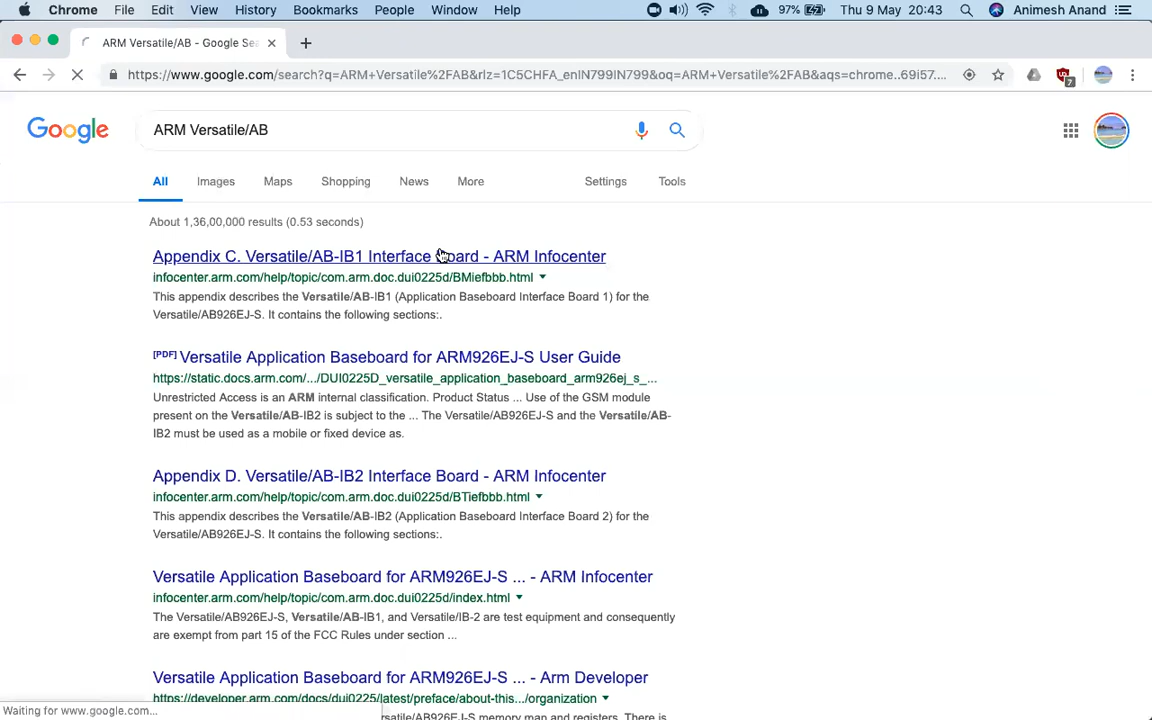 Chrome File Edit View History Bookmarks People Window Help 97% Thu 9 May 20:43 Animesh Anand
ARM Versatile/AB - Google Sea
https://www.google.com/search?q=ARM+Versatile%2FAB&rlz=1C5CHFA_enIN799IN799&oq=ARM+Versatile%2FAB&aqs=chrome..69i57.... 7
Google ARM Versatile/AB
All Images Maps Shopping News More Settings Tools
About 1,36,00,000 results (0.53 seconds)
Appendix C. Versatile/AB-IB1 Interface Board - ARM Infocenter
infocenter.arm.com/help/topic/com.arm.doc.dui0225d/BMiefbbb.html
This appendix describes the Versatile/AB-IB1 (Application Baseboard Interface Board 1) for the
Versatile/AB926EJ-S. It contains the following sections:.
[PDF] Versatile Application Baseboard for ARM926EJ-S User Guide
https://static.docs.arm.com/.../DUI0225D_versatile_application_baseboard_arm926ej_s_...
Unrestricted Access is an ARM internal classification. Product Status ... Use of the GSM module
present on the Versatile/AB-IB2 is subject to the ... The Versatile/AB926EJ-S and the Versatile/AB-
IB2 must be used as a mobile or fixed device as.
Appendix D. Versatile/AB-IB2 Interface Board - ARM Infocenter
infocenter.arm.com/help/topic/com.arm.doc.dui0225d/BTiefbbb.html
This appendix describes the Versatile/AB-IB2 (Application Baseboard Interface Board 2) for the
Versatile/AB926EJ-S. It contains the following sections:.
Versatile Application Baseboard for ARM926EJ-S ... - ARM Infocenter
infocenter.arm.com/help/topic/com.arm.doc.dui0225d/index.html
The Versatile/AB926EJ-S, Versatile/AB-IB1, and Versatile/IB-2 are test equipment and consequently
are exempt from part 15 of the FCC Rules under section ...
Versatile Application Baseboard for ARM926EJ-S ... - Arm Developer
https://developer.arm.com/docs/dui0225/latest/preface/about-this.../organization
Waiting for www.google.com... rsatile/AB926EJ-S memory map and registers. There is